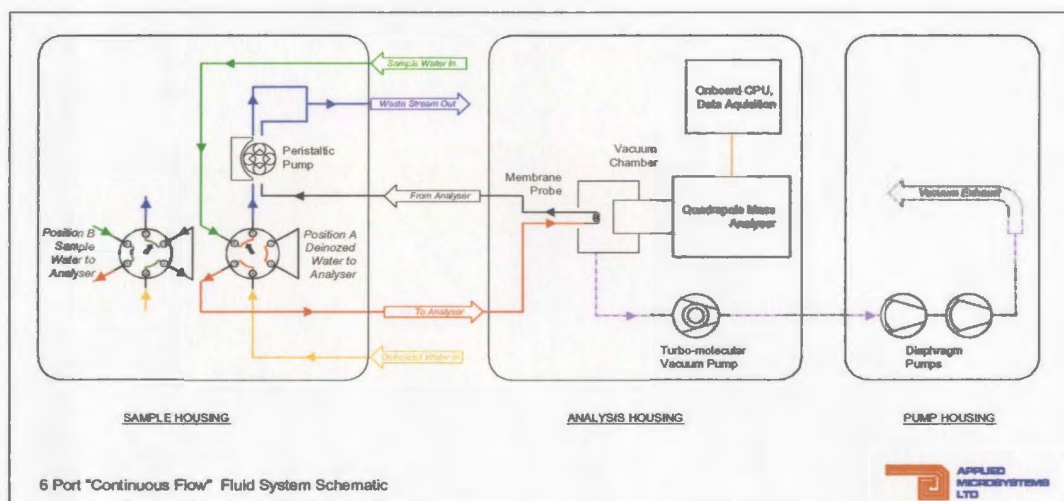 Sample Water In
Waste Stream Out
Peristaltic
Pump
From Analyser
Position B
Sample
Water to
Analyser
Position A
Deinozed
Water to
Analyser
To Analyser
Deinozed Water In
SAMPLE HOUSING
Onboard CPU,
Data Aquisition
Vacuum
Chamber
Membrane
Probe
Quadrapole Mass
Analyser
Turbo-molecular
Vacuum Pump
ANALYSIS HOUSING
Vacuum Exhaust
Diaphragm
Pumps
PUMP HOUSING
6 Port "Continuous Flow" Fluid System Schematic
APPLIED
MICROSYSTEMS
LTD